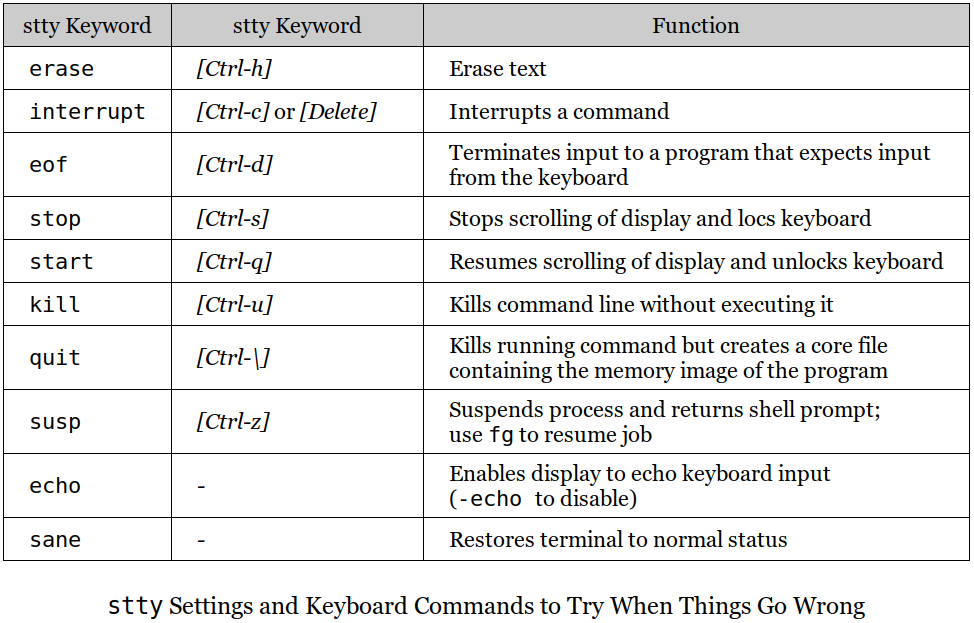 stty Keyword stty Keyword Function
erase [Ctrl-h] Erase text
interrupt [Ctrl-c] or [Delete] Interrupts a command
eof [Ctrl-d] Terminates input to a program that expects input
from the keyboard
stop [Ctrl-s] Stops scrolling of display and locs keyboard
start [Ctrl-q] Resumes scrolling of display and unlocks keyboard
kill [Ctrl-u] Kills command line without executing it
quit [Ctrl-\] Kills running command but creates a core file
containing the memory image of the program
susp [Ctrl-z] Suspends process and returns shell prompt;
use fg to resume job
echo - Enables display to echo keyboard input
(-echo to disable)
sane - Restores terminal to normal status
stty Settings and Keyboard Commands to Try When Things Go Wrong